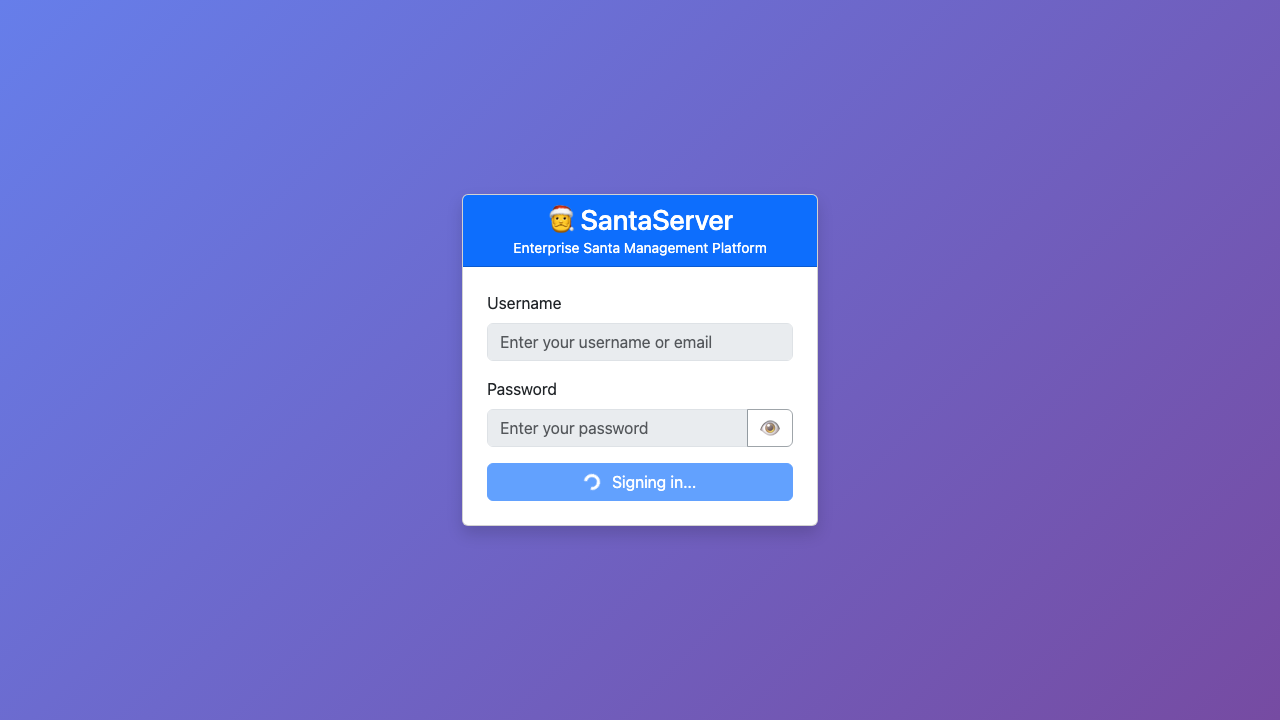 SantaServer
Enterprise Santa Management Platform
Username
Enter your username or email
Password
Enter your password
Signing in...